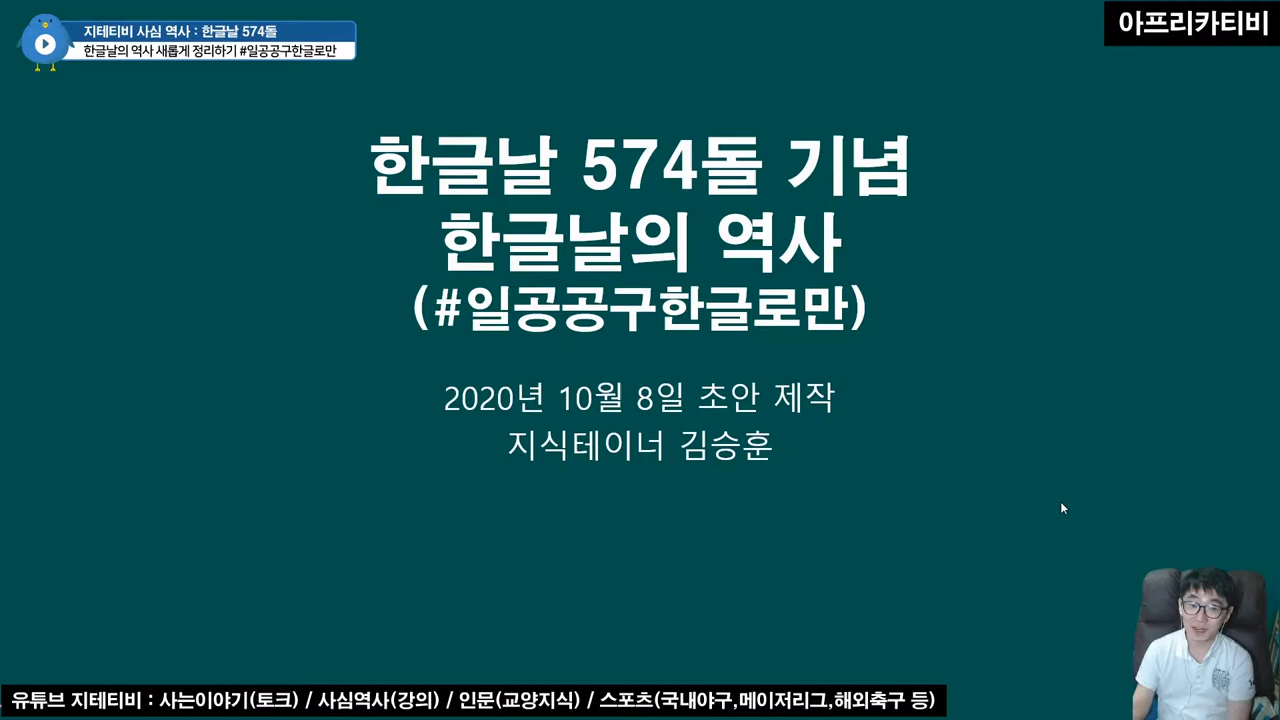 지테티비 사심 역사 : 한글날 574돌
한글날의 역사 새롭게 정리하기 #일공공구한글로만
아프리카티비
한글날 574돌 기념
한글날의 역사
(#일공공구한글로만)
2020년 10월 8일 초안 제작
지식테이너 김승훈
유튜브 지테티비 : 사는이야기(토크) / 사심역사(강의) / 인문(교양지식) / 스포츠(국내야구,메이저리그,해외축구 등)